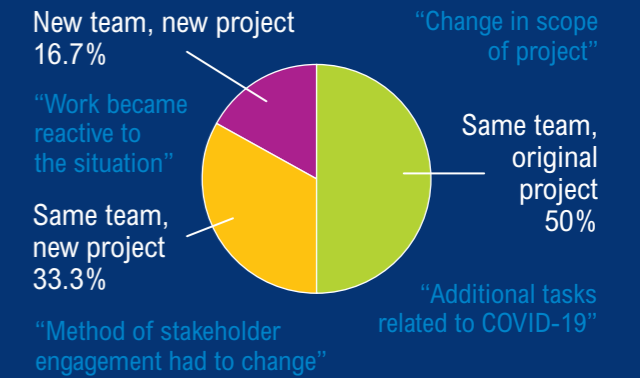 New team, new project
16.7%
“Change in scope
of project”
“Work became
reactive to
the situation”
Same team,
original
project
50%
Same team,
new project
33.3%
“Additional tasks
related to COVID-19”
“Method of stakeholder
engagement had to change”